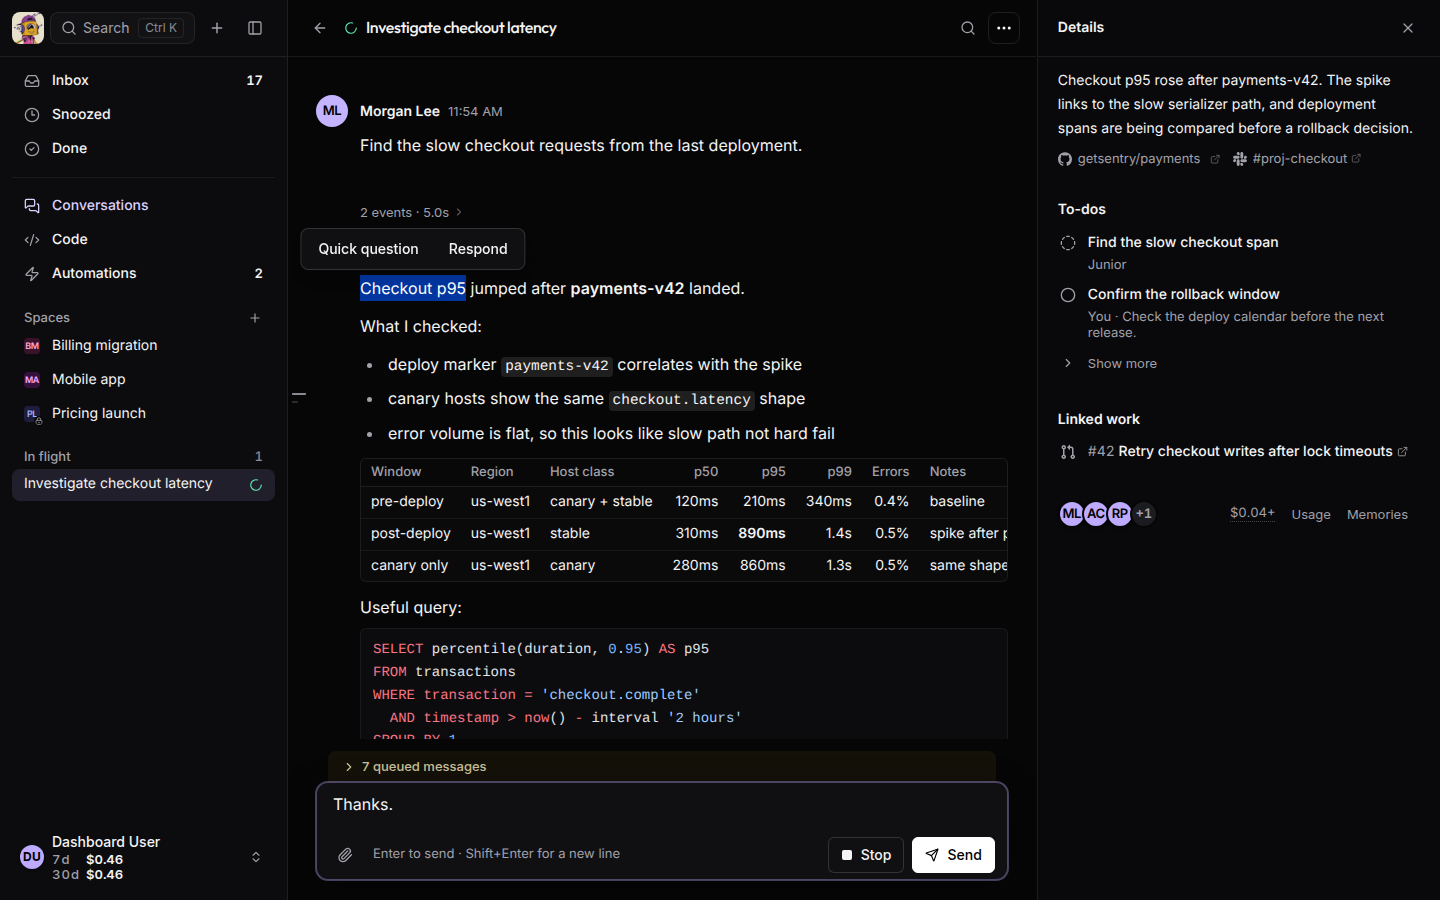 Search Ctrl K
Inbox 17
Snoozed
Done
Conversations
Code
Automations 2
Spaces
BM Billing migration
MA Mobile app
PL Pricing launch
In flight 1
Investigate checkout latency
DU Dashboard User
7d $0.46
30d $0.46
Investigate checkout latency
ML Morgan Lee 11:54 AM
Find the slow checkout requests from the last deployment.
2 events · 5.0s
Quick question Respond
Checkout p95 jumped after payments-v42 landed.
What I checked:
• deploy marker payments-v42 correlates with the spike
• canary hosts show the same checkout.latency shape
• error volume is flat, so this looks like slow path not hard fail
Window Region Host class p50 p95 p99 Errors Notes
pre-deploy us-west1 canary + stable 120ms 210ms 340ms 0.4% baseline
post-deploy us-west1 stable 310ms 890ms 1.4s 0.5% spike after
canary only us-west1 canary 280ms 860ms 1.3s 0.5% same shape
Useful query:
SELECT percentile(duration, 0.95) AS p95
FROM transactions
WHERE transaction = 'checkout.complete'
AND timestamp > now() - interval '2 hours'
GROUP BY 1
7 queued messages
Thanks.
Enter to send · Shift+Enter for a new line
Stop Send
Details
Checkout p95 rose after payments-v42. The spike
links to the slow serializer path, and deployment
spans are being compared before a rollback decision.
getsentry/payments #proj-checkout
To-dos
Find the slow checkout span
Junior
Confirm the rollback window
You · Check the deploy calendar before the next
release.
Show more
Linked work
#42 Retry checkout writes after lock timeouts
ML AC RP +1 $0.04+ Usage Memories